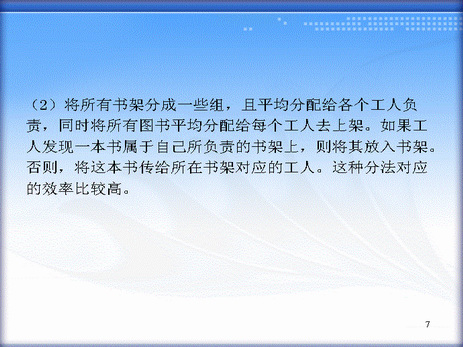 （2）将所有书架分成一些组，且平均分配给各个工人负
责，同时将所有图书平均分配给每个工人去上架。如果工
人发现一本书属于自己所负责的书架上，则将其放入书架。
否则，将这本书传给所在书架对应的工人。这种分法对应
的效率比较高。
7